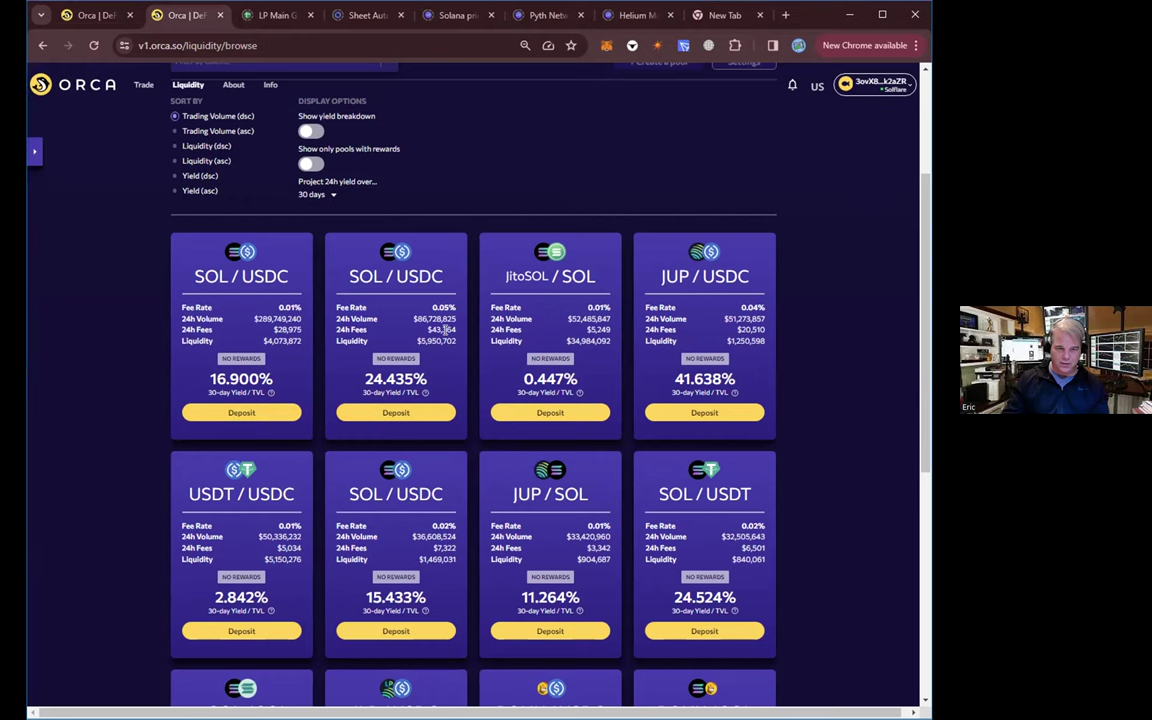 Orca | DeF
Orca | DeF
LP Main G
Sheet Aut
Solana pri
Pyth Netw
Helium M
New Tab
v1.orca.so/liquidity/browse
New Chrome available
ORCA
Trade
Liquidity
About
Info
US
3ovX8...k2aZR
Solflare
SORT BY
DISPLAY OPTIONS
Trading Volume (dsc)
Show yield breakdown
Trading Volume (asc)
Liquidity (dsc)
Show only pools with rewards
Liquidity (asc)
Yield (dsc)
Project 24h yield over...
Yield (asc)
30 days
SOL / USDC
Fee Rate 0.01%
24h Volume $289,749,240
24h Fees $28,975
Liquidity $4,073,872
NO REWARDS
16.900%
30-day Yield / TVL
Deposit
SOL / USDC
Fee Rate 0.05%
24h Volume $86,728,825
24h Fees
Liquidity $5,950,702
NO REWARDS
24.435%
30-day Yield / TVL
Deposit
JitoSOL / SOL
Fee Rate 0.01%
24h Volume $52,485,847
24h Fees $5,249
Liquidity $34,984,092
NO REWARDS
0.447%
30-day Yield / TVL
Deposit
JUP / USDC
Fee Rate 0.04%
24h Volume $51,273,857
24h Fees $20,510
Liquidity $1,250,598
NO REWARDS
41.638%
30-day Yield / TVL
Deposit
USDT / USDC
Fee Rate 0.01%
24h Volume $50,336,232
24h Fees $5,034
Liquidity $5,150,276
NO REWARDS
2.842%
30-day Yield / TVL
Deposit
SOL / USDC
Fee Rate 0.02%
24h Volume $36,608,524
24h Fees $7,322
Liquidity $1,469,031
NO REWARDS
15.433%
30-day Yield / TVL
Deposit
JUP / SOL
Fee Rate 0.01%
24h Volume $33,420,960
24h Fees $3,342
Liquidity $904,687
NO REWARDS
11.264%
30-day Yield / TVL
Deposit
SOL / USDT
Fee Rate 0.02%
24h Volume $32,505,643
24h Fees $6,501
Liquidity $840,061
NO REWARDS
24.524%
30-day Yield / TVL
Deposit
Eric